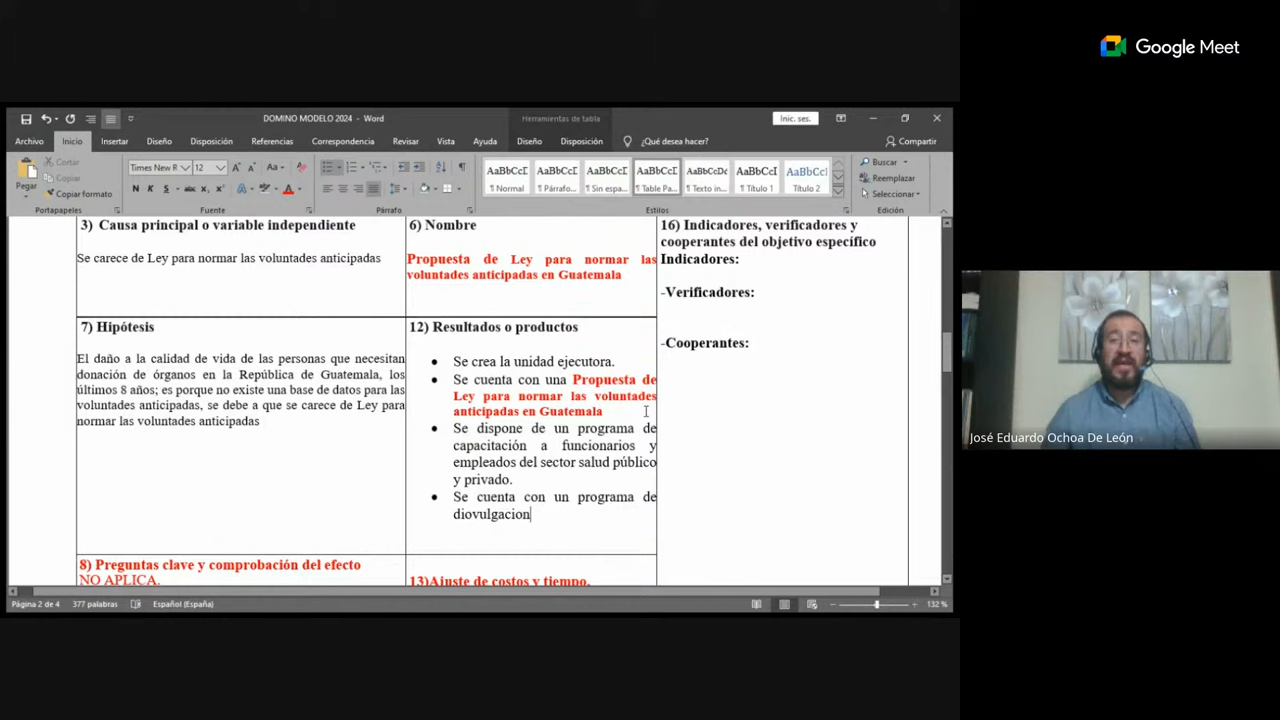 Google Meet
DOMINO MODELO 2024 - Word
Herramientas de tabla
Inic. ses.
Archivo
Inicio
Insertar
Diseño
Disposición
Referencias
Correspondencia
Revisar
Vista
Ayuda
Diseño
Disposición
¿Qué desea hacer?
Compartir
Pegar
Cortar
Copiar
Copiar formato
Portapapeles
Times New R
12
Fuente
Párrafo
AaBbCcI
¶ Normal
AaBbCcI
¶ Párrafo...
AaBbCcI
¶ Sin espa...
AaBbCcI
¶ Table Pa...
AaBbCcDc
¶ Texto in...
AaBbCcI
¶ Título 1
AaBbCcl
¶ Título 2
Estilos
Buscar
Reemplazar
Seleccionar
Edición
3) Causa principal o variable independiente
Se carece de Ley para normar las voluntades anticipadas
6) Nombre
Propuesta de Ley para normar las
voluntades anticipadas en Guatemala
16) Indicadores, verificadores y
cooperantes del objetivo específico
Indicadores:
-Verificadores:
-Cooperantes:
7) Hipótesis
El daño a la calidad de vida de las personas que necesitan
donación de órganos en la República de Guatemala, los
últimos 8 años; es porque no existe una base de datos para las
voluntades anticipadas, se debe a que se carece de Ley para
normar las voluntades anticipadas
12) Resultados o productos
• Se crea la unidad ejecutora.
• Se cuenta con una Propuesta de
Ley para normar las voluntades
anticipadas en Guatemala
• Se dispone de un programa de
capacitación a funcionarios y
empleados del sector salud público
y privado.
• Se cuenta con un programa de
diovulgacion
8) Preguntas clave y comprobación del efecto
NO APLICA.
13)Ajuste de costos y tiempo.
Página 2 de 4
377 palabras
Español (España)
132 %
José Eduardo Ochoa De León